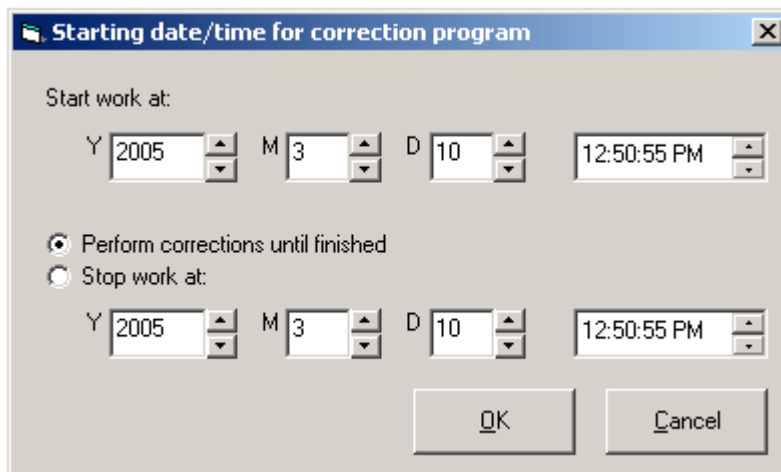 Starting date/time for correction program
Start work at:
Y 2005 M 3 D 10 12:50:55 PM
Perform corrections until finished
Stop work at:
Y 2005 M 3 D 10 12:50:55 PM
OK Cancel